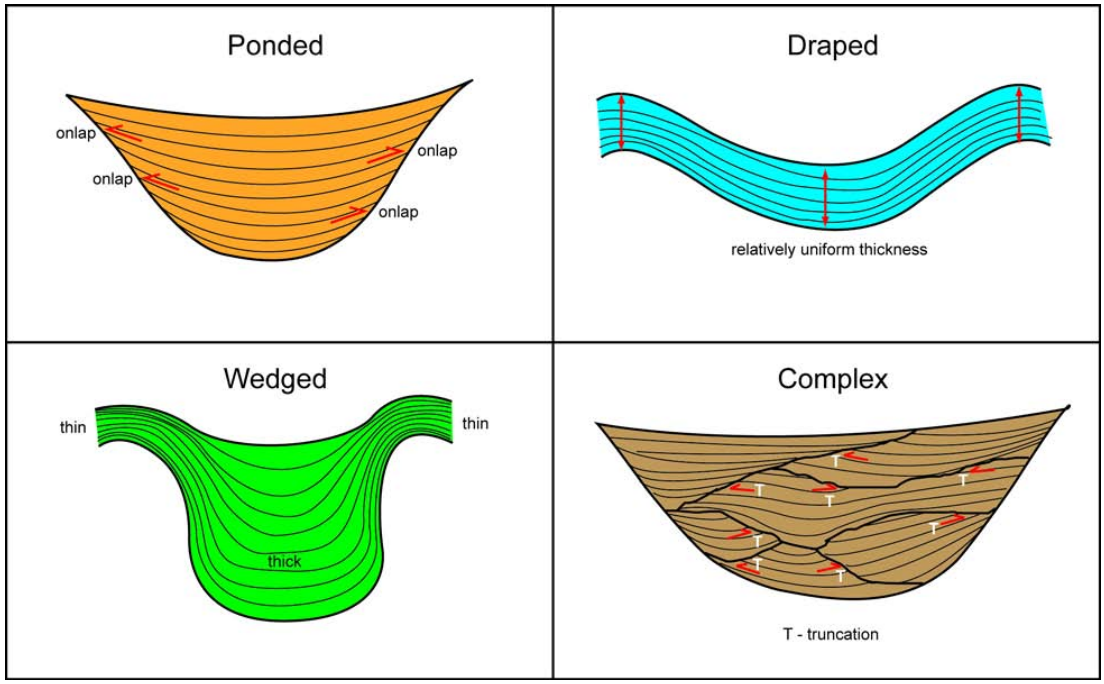 Ponded
onlap
onlap
onlap
onlap
Draped
relatively uniform thickness
Wedged
thin
thin
thick
Complex
T
T
T
T
T
T
T
T
T - truncation